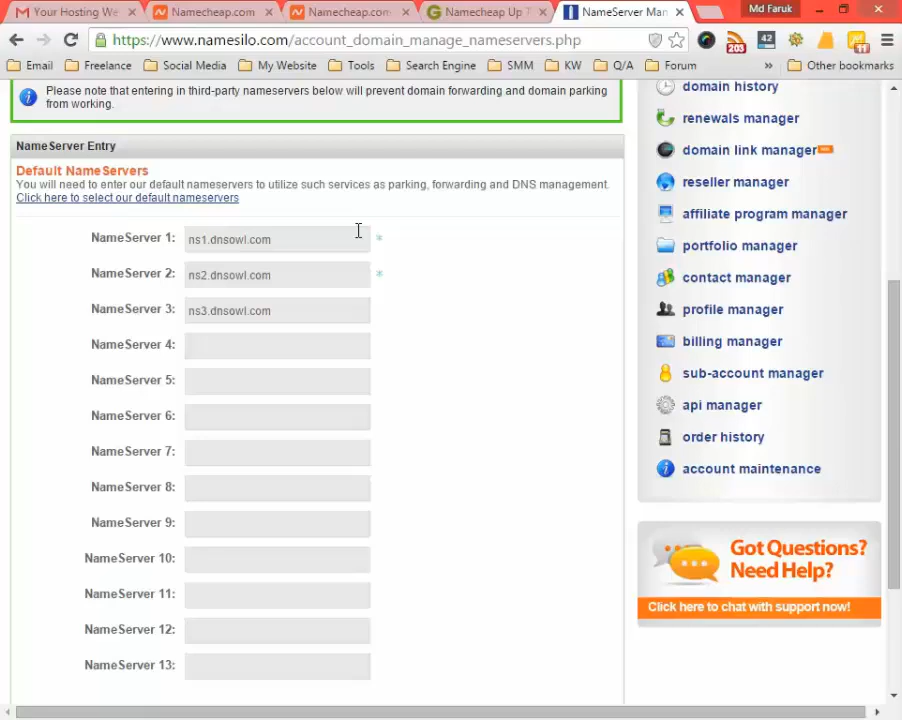 Md Faruk
Your Hosting We
Namecheap.com
Namecheap.com
Namecheap Up T
NameServer Man
https://www.namesilo.com/account_domain_manage_nameservers.php
203
42
11
Email
Freelance
Social Media
My Website
Tools
Search Engine
SMM
KW
Q/A
Forum
»
Other bookmarks
Please note that entering in third-party nameservers below will prevent domain forwarding and domain parking
from working.
NameServer Entry
Default NameServers
You will need to enter our default nameservers to utilize such services as parking, forwarding and DNS management.
Click here to select our default nameservers
NameServer 1: ns1.dnsowl.com *
NameServer 2: ns2.dnsowl.com *
NameServer 3: ns3.dnsowl.com
NameServer 4:
NameServer 5:
NameServer 6:
NameServer 7:
NameServer 8:
NameServer 9:
NameServer 10:
NameServer 11:
NameServer 12:
NameServer 13:
domain history
renewals manager
domain link manager
reseller manager
affiliate program manager
portfolio manager
contact manager
profile manager
billing manager
sub-account manager
api manager
order history
account maintenance
Got Questions?
Need Help?
Click here to chat with support now!